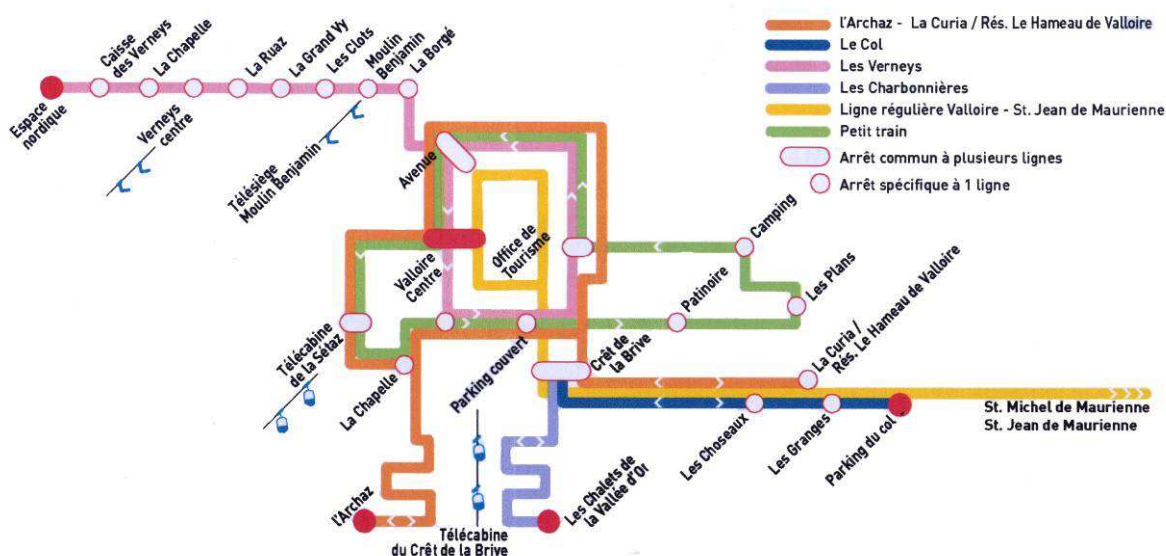 Caisse
des Verneys
La Chapelle
La Ruaz
La Grand Vy
Les Clots
Moulin
Benjamin
La Borgé
Espace
nordique
Verneys
centre
Télésiège
Moulin Benjamin
l'Archaz - La Curia / Rés. Le Hameau de Valloire
Le Col
Les Verneys
Les Charbonnières
Ligne régulière Valloire - St. Jean de Maurienne
Petit train
Arrêt commun à plusieurs lignes
Arrêt spécifique à 1 ligne
Avenue
Valloire
Centre
Office de
Tourisme
Camping
Les Plans
Patinoire
La Curia /
Rés. Le Hameau de Valloire
Télécabine
de la Sétaz
La Chapelle
Parking couvert
Crêt de
la Brive
Les Choseaux
Les Granges
Parking du col
St. Michel de Maurienne
St. Jean de Maurienne
l'Archaz
Télécabine
du Crêt de la Brive
Les Chalets de
la Vallée d'Or